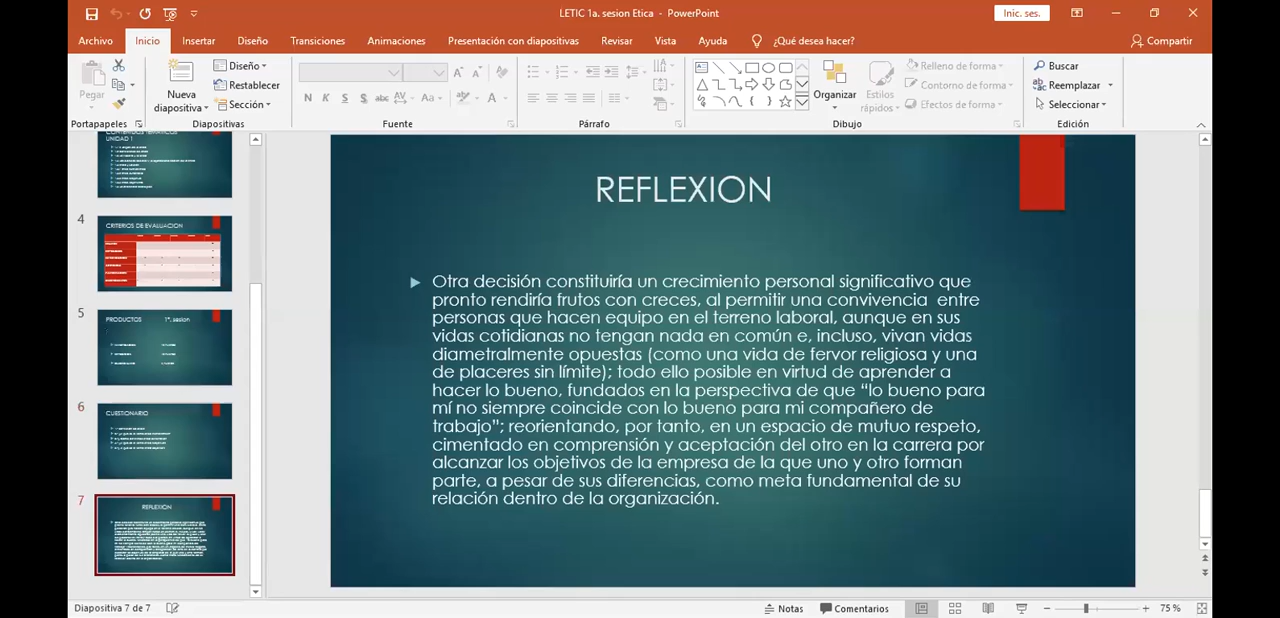 LETIC 1a. sesion Etica - PowerPoint
Inic. ses.
Archivo Inicio Insertar Diseño Transiciones Animaciones Presentación con diapositivas Revisar Vista Ayuda ¿Qué desea hacer? Compartir
Pegar
Portapapeles
Nueva diapositiva
Diseño
Restablecer
Sección
Diapositivas
N K S S abc AV Aa A
Fuente
Párrafo
Organizar
Estilos rápidos
Relleno de forma
Contorno de forma
Efectos de forma
Dibujo
Buscar
Reemplazar
Seleccionar
Edición
UNIDAD 1
4
CRITERIOS DE EVALUACION
5
PRODUCTOS 1ª. sesion
6
CUESTIONARIO
7
REFLEXION
REFLEXION
Otra decisión constituiría un crecimiento personal significativo que
pronto rendiría frutos con creces, al permitir una convivencia entre
personas que hacen equipo en el terreno laboral, aunque en sus
vidas cotidianas no tengan nada en común e, incluso, vivan vidas
diametralmente opuestas (como una vida de fervor religiosa y una
de placeres sin límite); todo ello posible en virtud de aprender a
hacer lo bueno, fundados en la perspectiva de que “lo bueno para
mí no siempre coincide con lo bueno para mi compañero de
trabajo”; reorientando, por tanto, en un espacio de mutuo respeto,
cimentado en comprensión y aceptación del otro en la carrera por
alcanzar los objetivos de la empresa de la que uno y otro forman
parte, a pesar de sus diferencias, como meta fundamental de su
relación dentro de la organización.
Diapositiva 7 de 7
Notas Comentarios 75 %